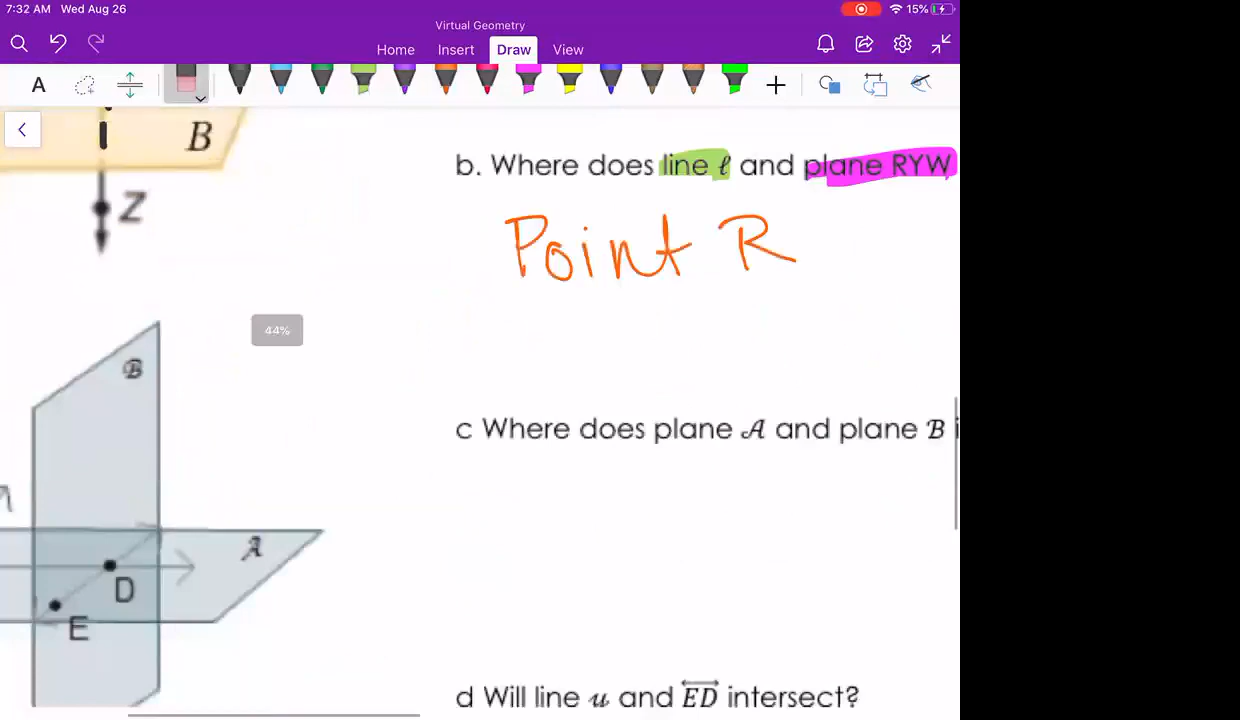 7:32 AM Wed Aug 26
15%
Virtual Geometry
Home Insert Draw View
A
B
b. Where does line ℓ and plane RYW
Z
Point R
44%
ℬ
c Where does plane 𝒜 and plane ℬ
𝒜
D
E
d Will line 𝓊 and ED intersect?